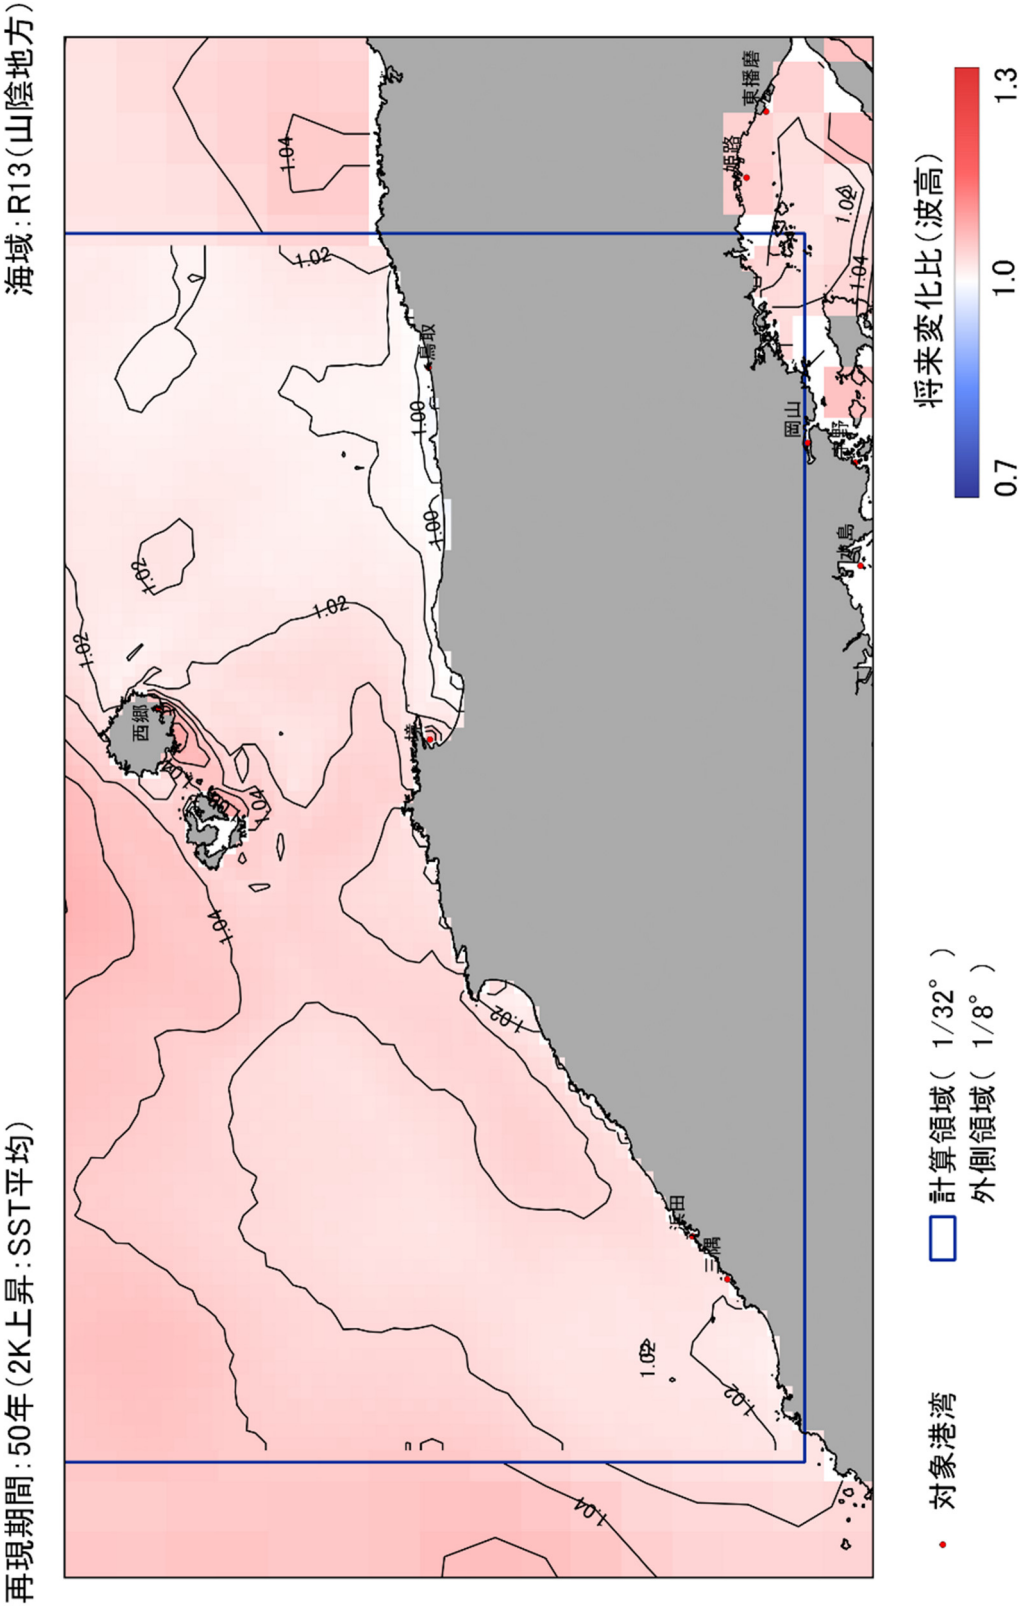 再現期間:50年(2K上昇:SST平均)
海域:R13(山陰地方)
1.04
1.02
1.02
1.02
1.02
1.00
1.00
1.04
1.04
1.04
1.02
1.02
1.02
1.04
1.02
1.04
西郷
境
鳥取
浜田
三隅
姫路
東播磨
岡山
対象港湾
計算領域( 1/32° )
外側領域( 1/8° )
将来変化比(波高)
0.7
1.0
1.3